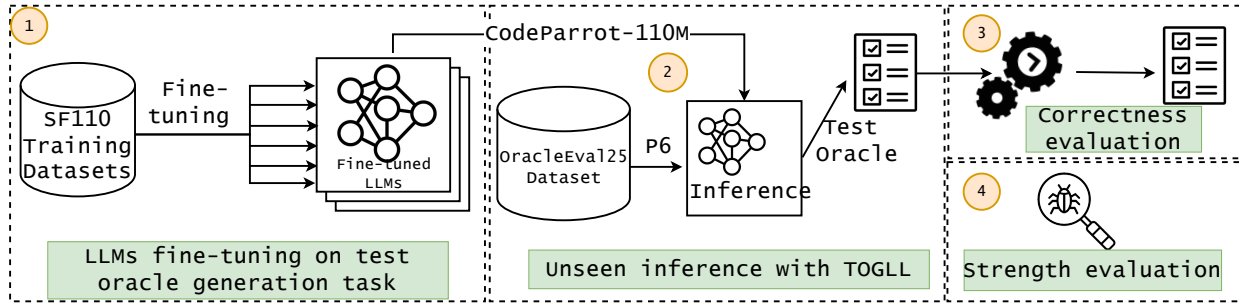 1
SF110
Training
Datasets
Fine-
tuning
Fine-tuned
LLMs
LLMs fine-tuning on test
oracle generation task
CodeParrot-110M
2
OracleEval25
Dataset
P6
Inference
Test
Oracle
Unseen inference with TOGLL
3
Correctness
evaluation
4
Strength evaluation